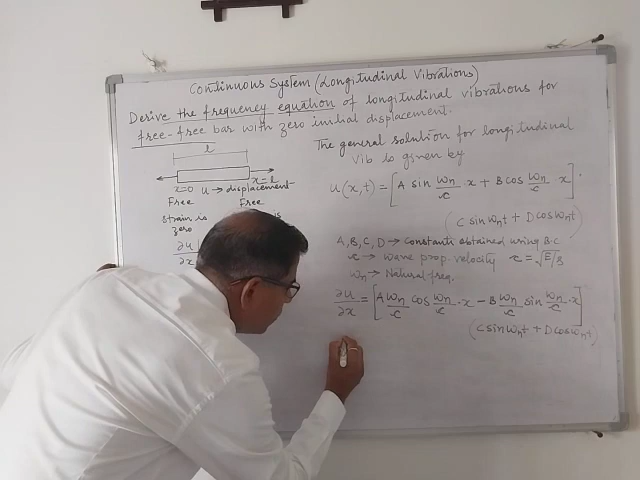 Continuous System (Longitudinal Vibrations)
Derive the frequency equation of longitudinal vibrations for
free-free bar with zero initial displacement.
l
x=0 u → displacement x=l
Free Free
strain is is
zero
∂u
∂x
The general solution for longitudinal
vib is given by
u(x,t) = [A sin ωn/c · x + B cos ωn/c x] ·
(C sin ωnt + D cos ωnt)
A, B, C, D → Constants obtained using B.C.
c → wave prop. velocity c = √E/ρ
ωn → Natural freq.
∂u/∂x = [A ωn/c cos ωn/c · x − B ωn/c sin ωn/c · x]
(C sin ωnt + D cos ωnt)